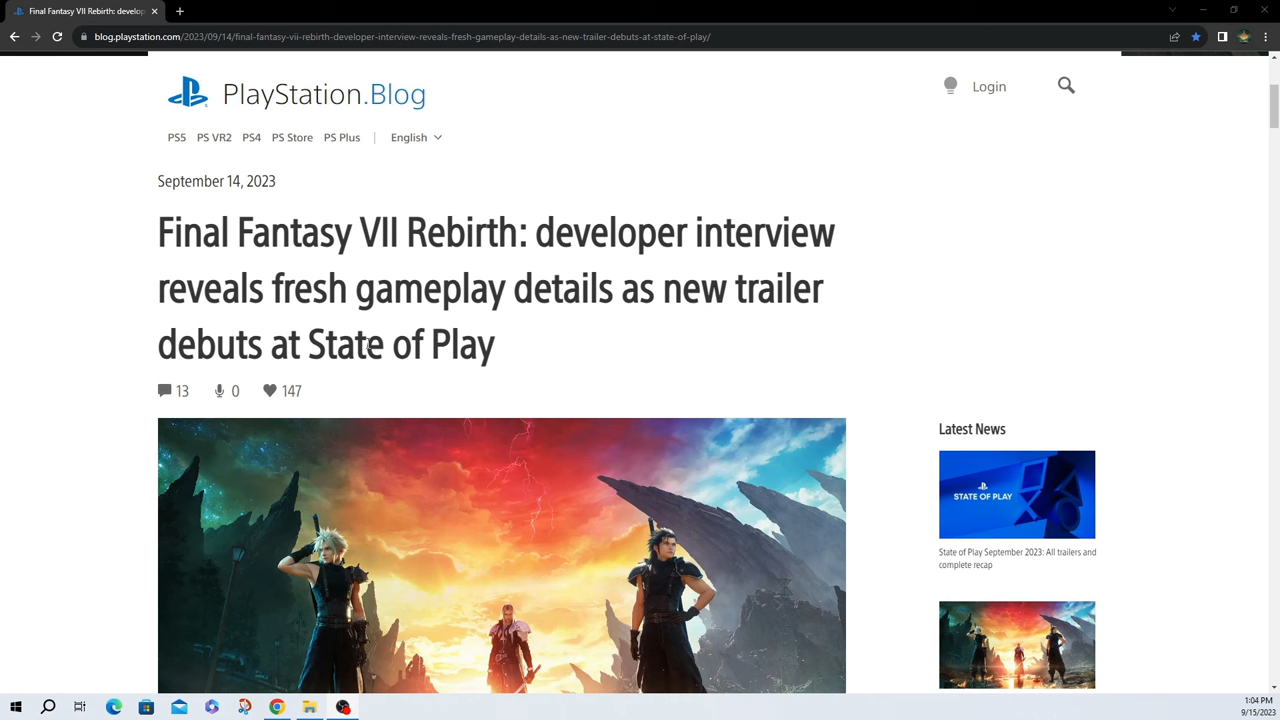 Final Fantasy VII Rebirth: dev
blog.playstation.com/2023/09/14/final-fantasy-vii-rebirth-developer-interview-reveals-fresh-gameplay-details-as-new-trailer-debuts-at-state-of-play/
PlayStation.Blog
Login
PS5 PS VR2 PS4 PS Store PS Plus | English
September 14, 2023
Final Fantasy VII Rebirth: developer interview
reveals fresh gameplay details as new trailer
debuts at State of Play
13 0 147
Latest News
STATE OF PLAY
State of Play September 2023: All trailers and
complete recap
1:04 PM
9/15/2023